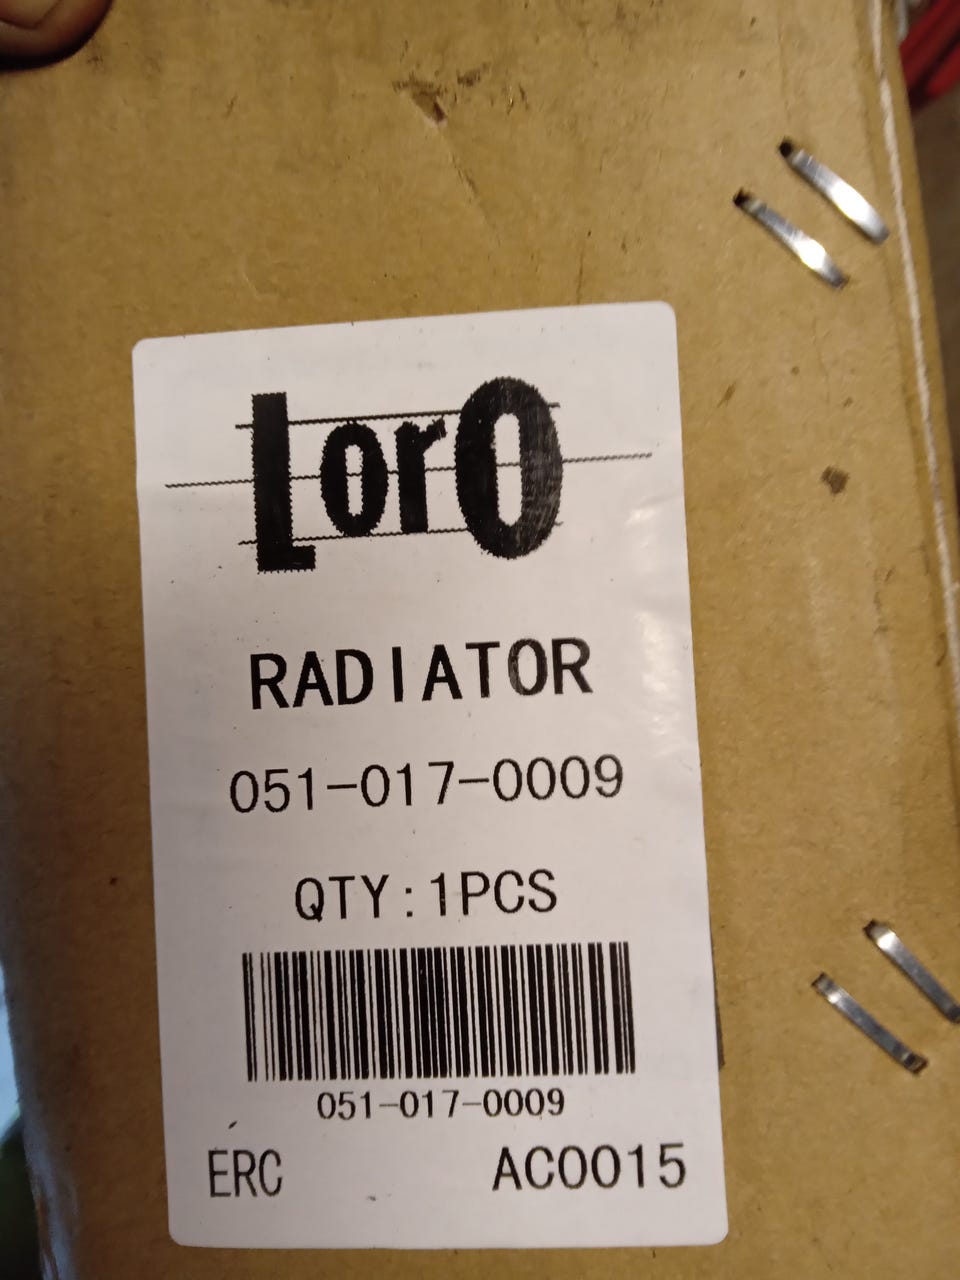 LorO
RADIATOR
051-017-0009
QTY:1PCS
051-017-0009
ERC AC0015